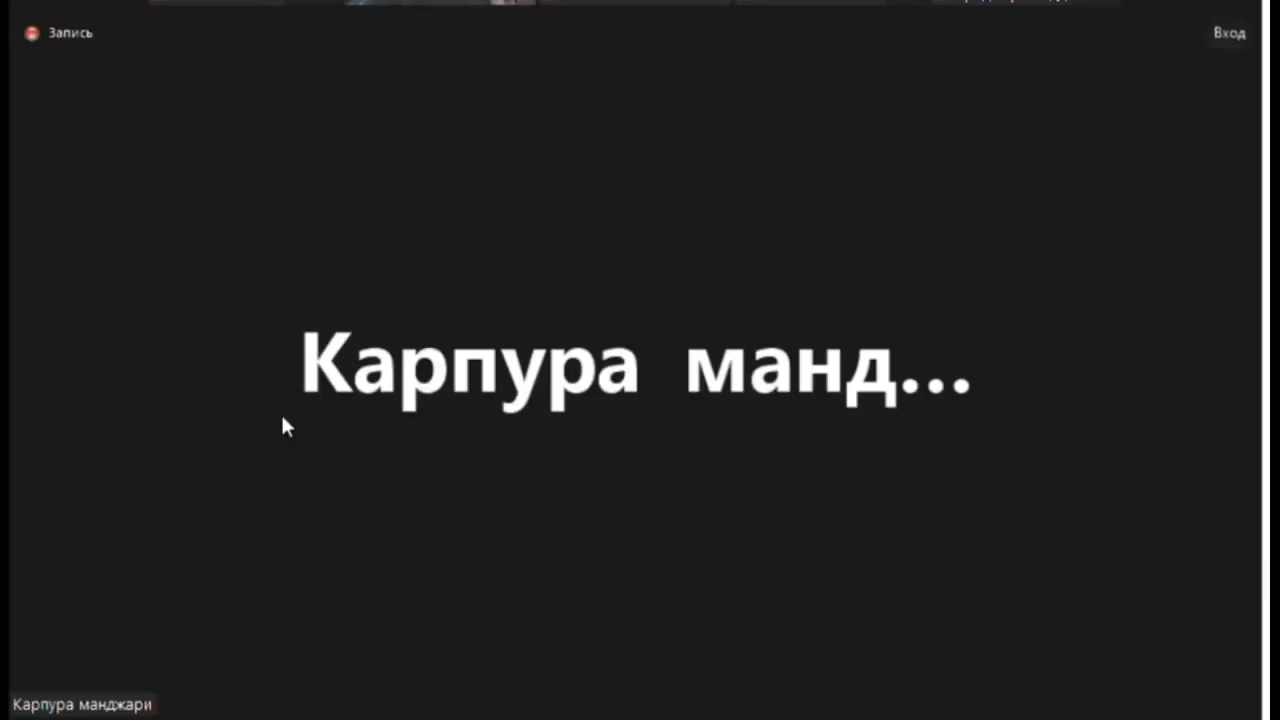 Запись
Вход
Карпура манд...
Карпура манджари